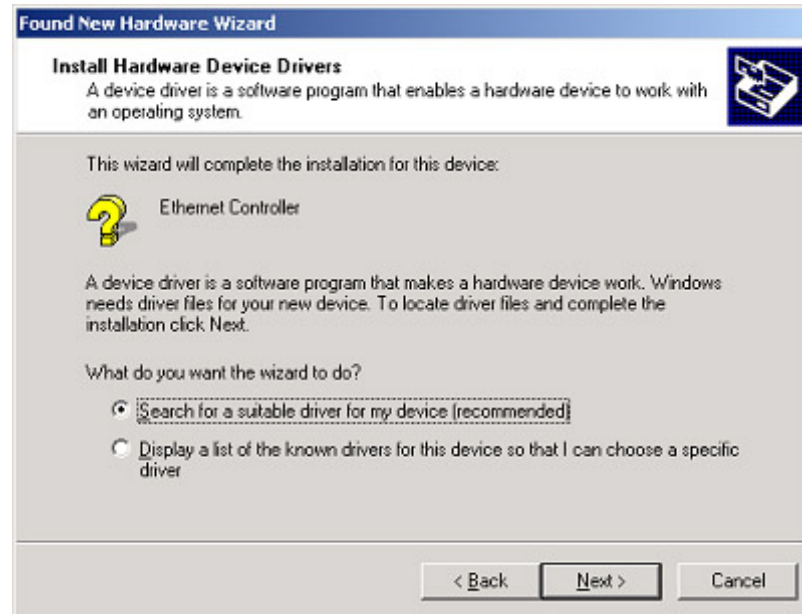 Found New Hardware Wizard
Install Hardware Device Drivers
A device driver is a software program that enables a hardware device to work with
an operating system.
This wizard will complete the installation for this device:
Ethernet Controller
A device driver is a software program that makes a hardware device work. Windows
needs driver files for your new device. To locate driver files and complete the
installation click Next.
What do you want the wizard to do?
Search for a suitable driver for my device (recommended)
Display a list of the known drivers for this device so that I can choose a specific
driver
< Back Next > Cancel